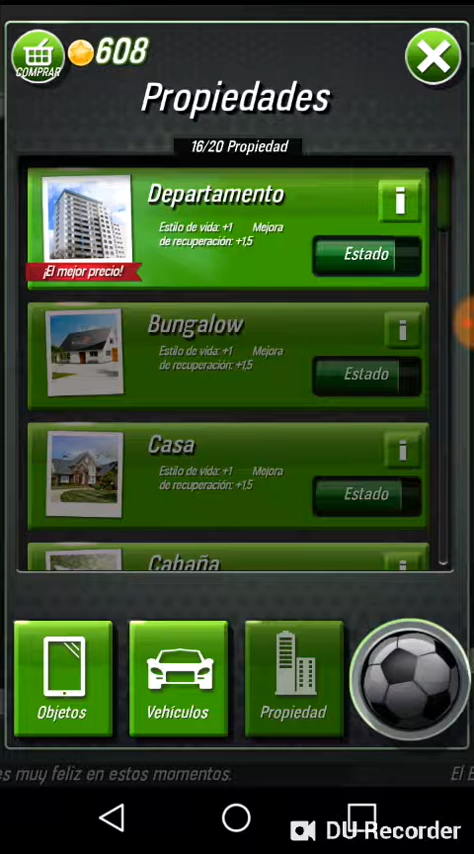 COMPRAR
608
Propiedades
16/20 Propiedad
Departamento
i
Estilo de vida: +1 Mejora
de recuperación: +1,5
Estado
¡El mejor precio!
Bungalow
i
Estilo de vida: +1 Mejora
de recuperación: +1,5
Estado
Casa
i
Estilo de vida: +1 Mejora
de recuperación: +1,5
Estado
Cabaña
i
Objetos
Vehículos
Propiedad
es muy feliz en estos momentos. El E
DU Recorder